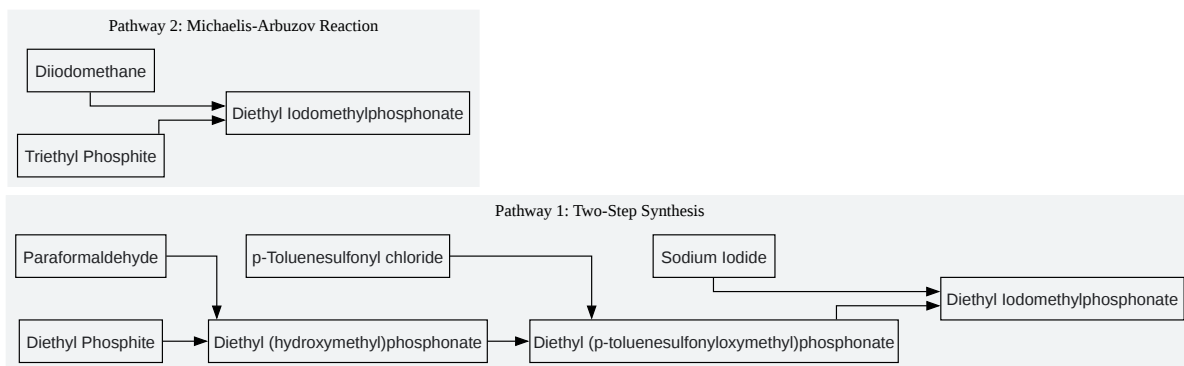 Pathway 2: Michaelis-Arbuzov Reaction
Diiodomethane
Diethyl Iodomethylphosphonate
Triethyl Phosphite
Pathway 1: Two-Step Synthesis
Paraformaldehyde
p-Toluenesulfonyl chloride
Sodium Iodide
Diethyl Iodomethylphosphonate
Diethyl Phosphite
Diethyl (hydroxymethyl)phosphonate
Diethyl (p-toluenesulfonyloxymethyl)phosphonate